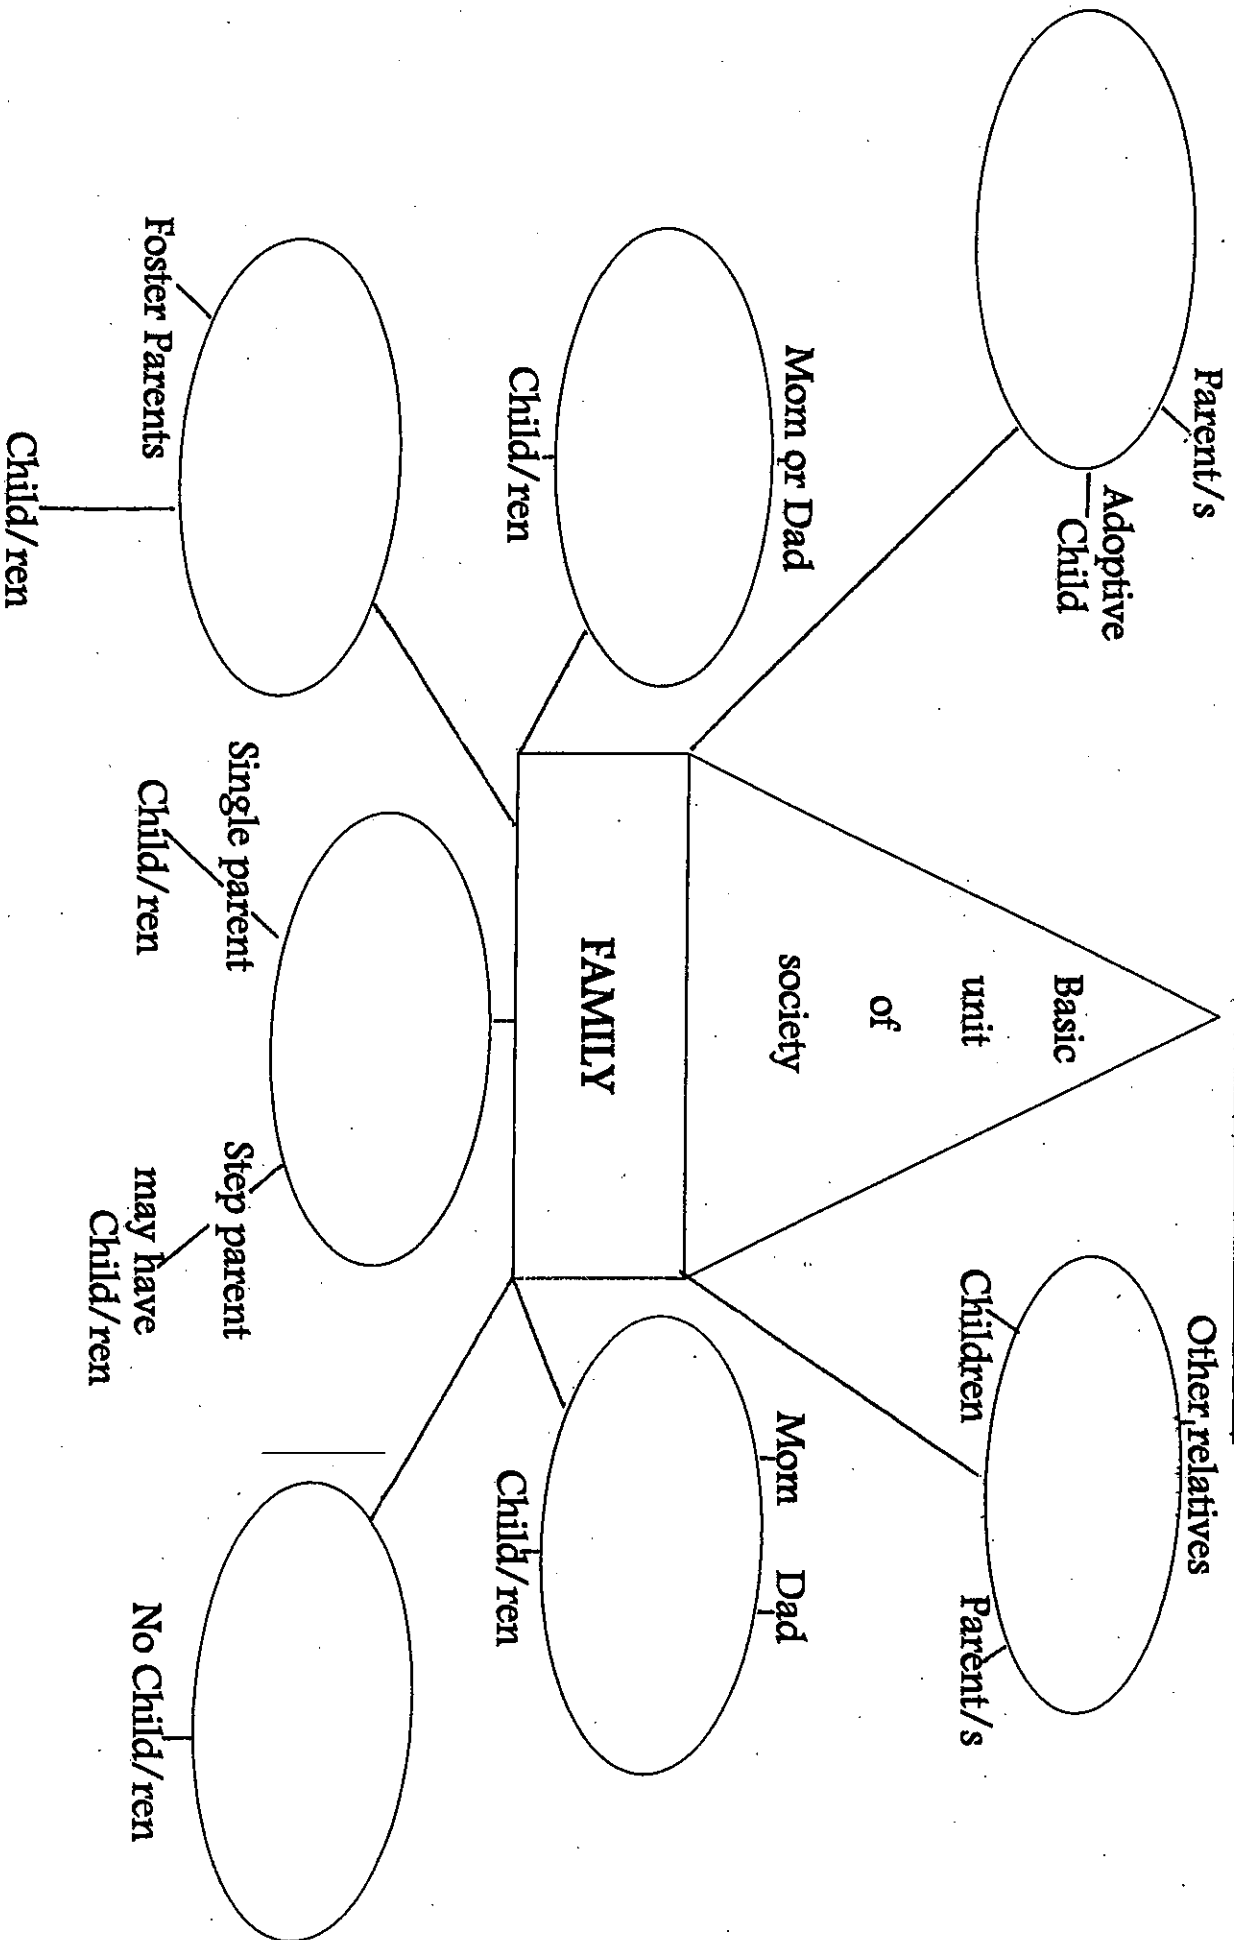 Parent/s
Adoptive
Child
Basic
unit
of
society
Other relatives
Children
Parent/s
Mom or Dad
Child/ren
FAMILY
Mom
Dad
Child/ren
Foster Parents
Child/ren
Single parent
Child/ren
Step parent
may have
Child/ren
No Child/ren